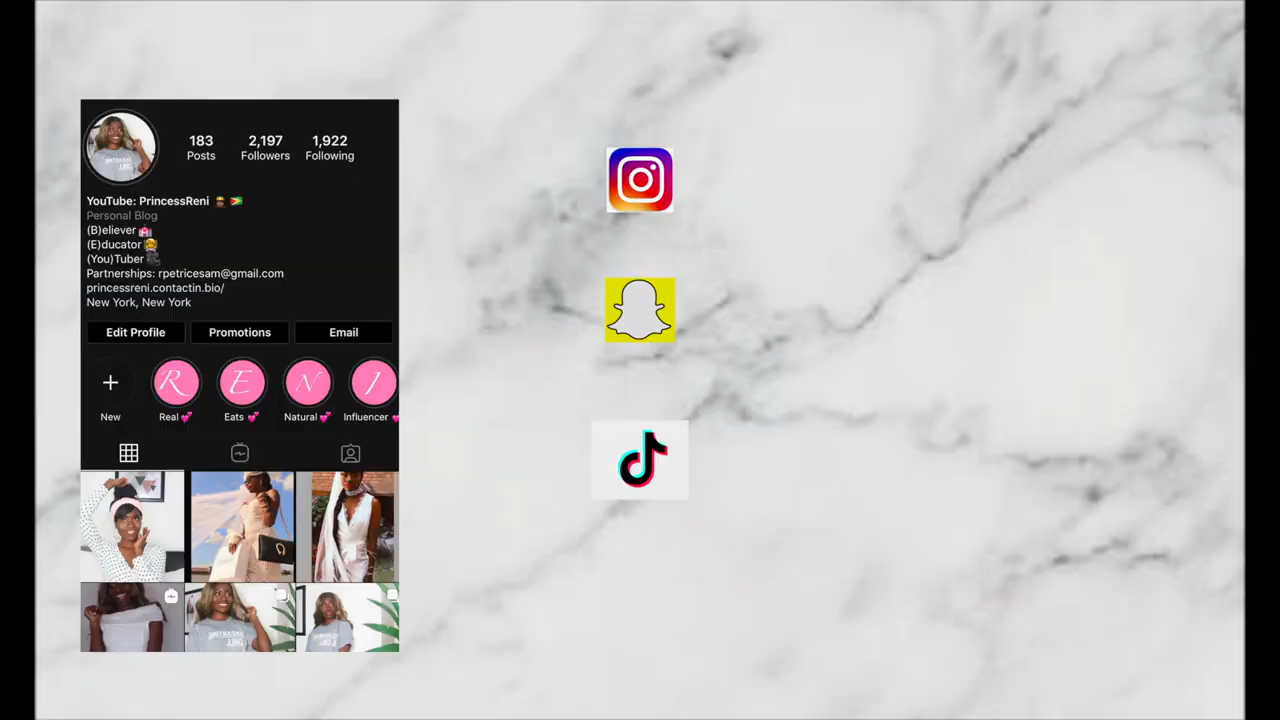 183 2,197 1,922
Posts Followers Following
YouTube: PrincessReni
Personal Blog
(B)eliever
(E)ducator
(You)Tuber
Partnerships: rpetricesam@gmail.com
princessreni.contactin.bio/
New York, New York
Edit Profile Promotions Email
R E N I
New Real Eats Natural Influencer